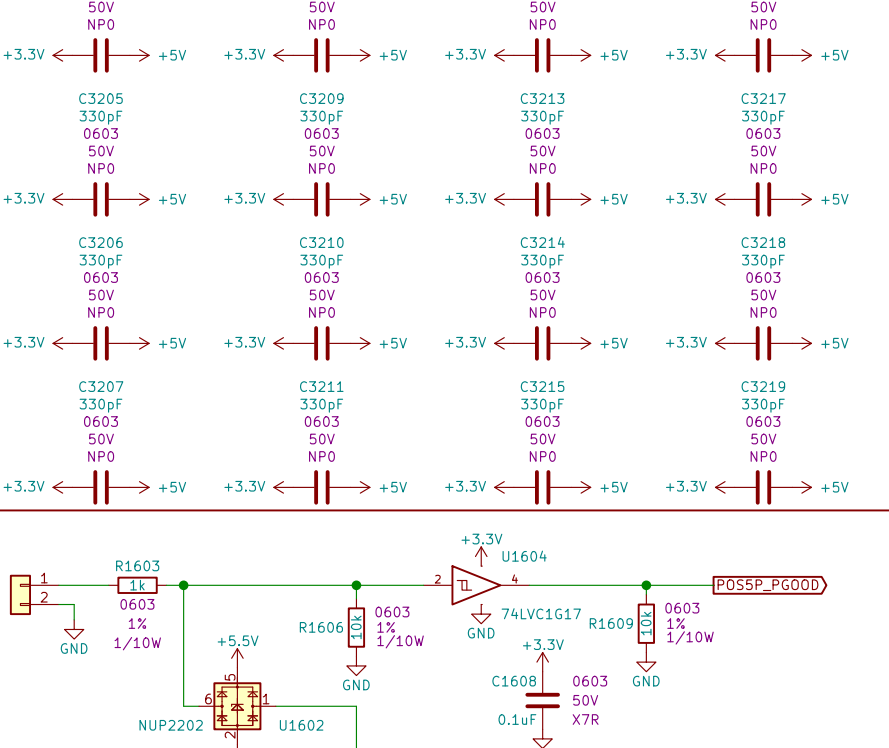 50V 50V 50V 50V
NP0 NP0 NP0 NP0
+3.3V +5V +3.3V +5V +3.3V +5V +3.3V +5V
C3205 C3209 C3213 C3217
330pF 330pF 330pF 330pF
0603 0603 0603 0603
50V 50V 50V 50V
NP0 NP0 NP0 NP0
+3.3V +5V +3.3V +5V +3.3V +5V +3.3V +5V
C3206 C3210 C3214 C3218
330pF 330pF 330pF 330pF
0603 0603 0603 0603
50V 50V 50V 50V
NP0 NP0 NP0 NP0
+3.3V +5V +3.3V +5V +3.3V +5V +3.3V +5V
C3207 C3211 C3215 C3219
330pF 330pF 330pF 330pF
0603 0603 0603 0603
50V 50V 50V 50V
NP0 NP0 NP0 NP0
+3.3V +5V +3.3V +5V +3.3V +5V +3.3V +5V
+3.3V
U1604
R1603
1 1k 2 4 POS5P_PGOOD
2
0603 0603 74LVC1G17 0603
1% R1606 10k 1% GND R1609 10k 1%
1/10W 1/10W 1/10W
GND +5.5V +3.3V
GND C1608 0603 GND
5
6 1 50V
NUP2202 U1602 0.1uF X7R
2